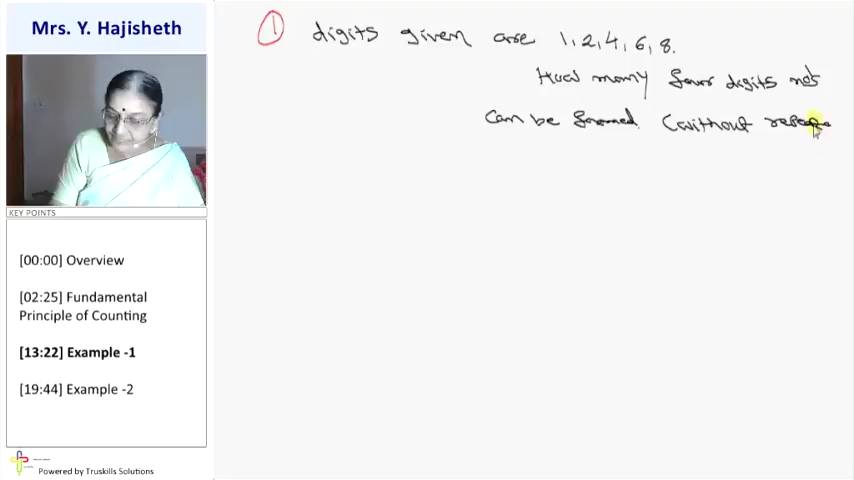 Mrs. Y. Hajisheth
KEY POINTS
[00:00] Overview
[02:25] Fundamental
Principle of Counting
[13:22] Example -1
[19:44] Example -2
Powered by Truskills Solutions
① digits given are 1, 2, 4, 6, 8.
How many four digits nos
can be formed (without